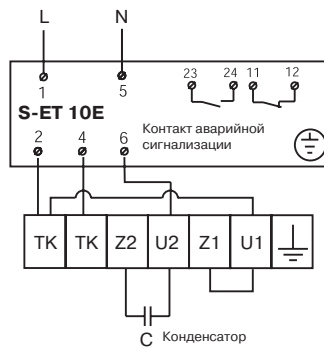 L N
23 24 11 12
1 5
S-ET 10E
Контакт аварийной
сигнализации
2 4 6
TK TK Z2 U2 Z1 U1
C Конденсатор